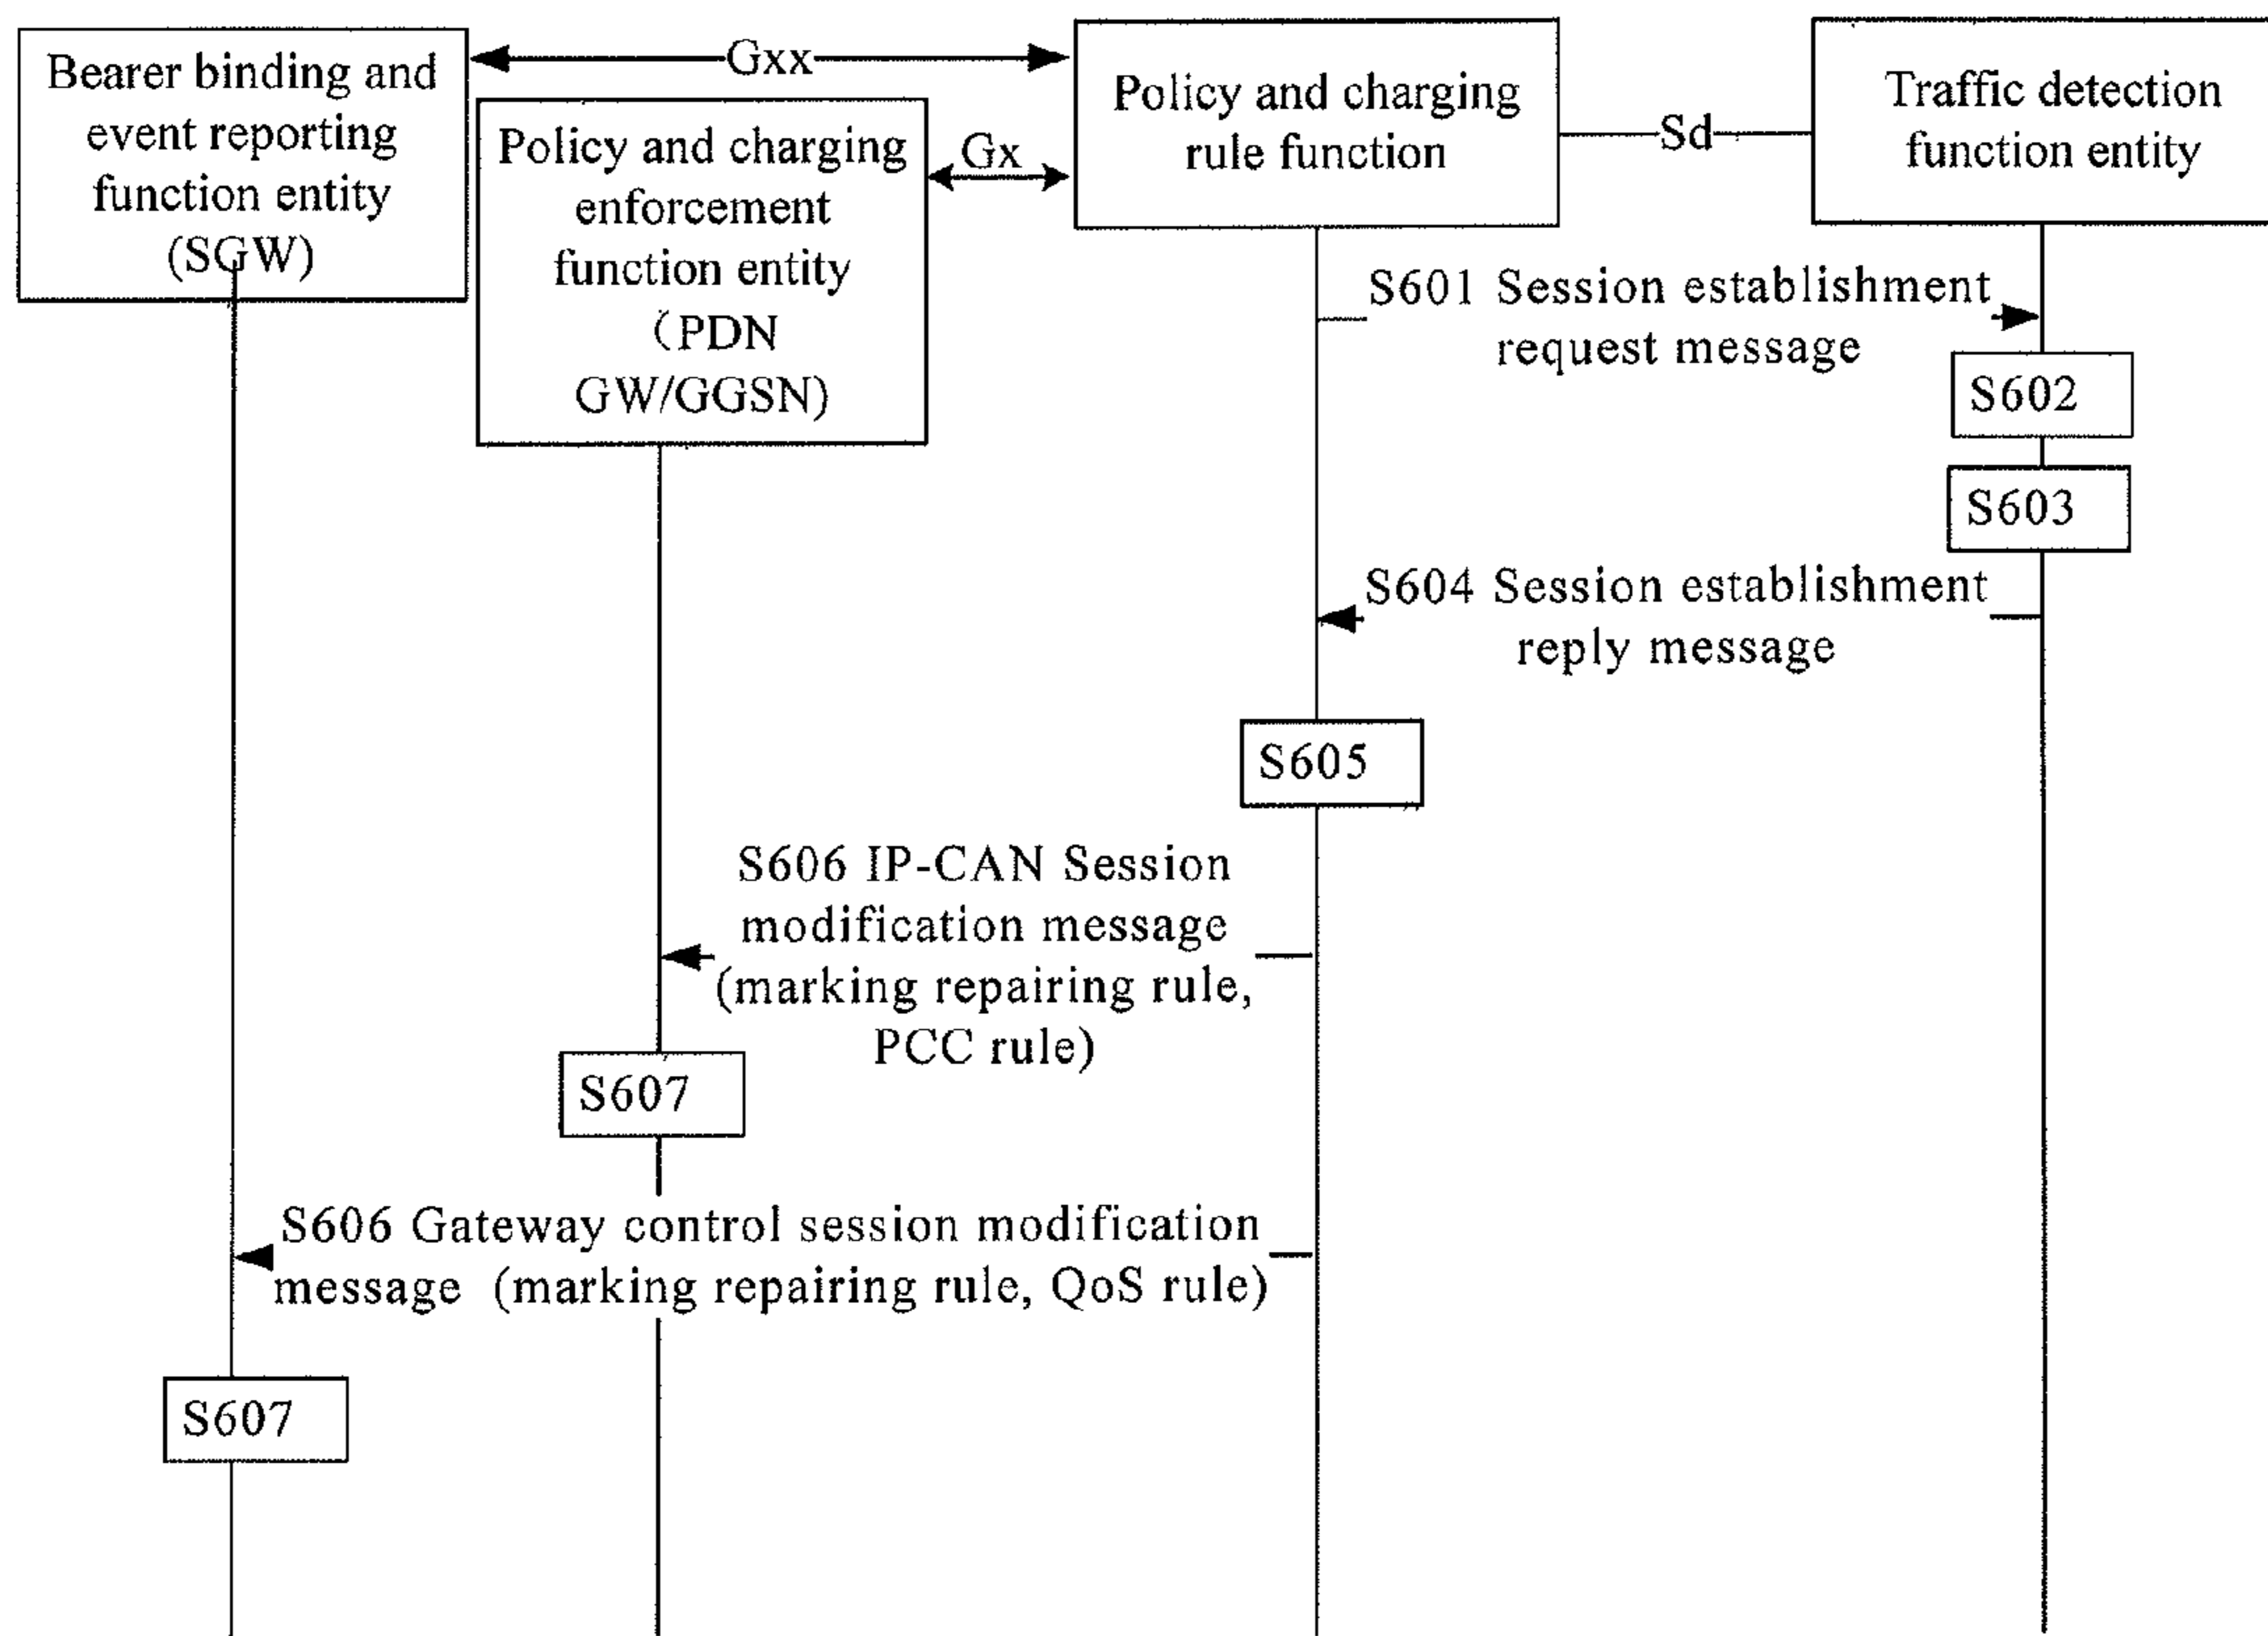 Bearer binding and
event reporting
function entity
(SGW)
Gxx
Policy and charging
enforcement
function entity
(PDN
GW/GGSN)
Gx
Policy and charging
rule function
Sd
Traffic detection
function entity
S601 Session establishment
request message
S602
S603
S604 Session establishment
reply message
S605
S606 IP-CAN Session
modification message
(marking repairing rule,
PCC rule)
S607
S606 Gateway control session modification
message (marking repairing rule, QoS rule)
S607